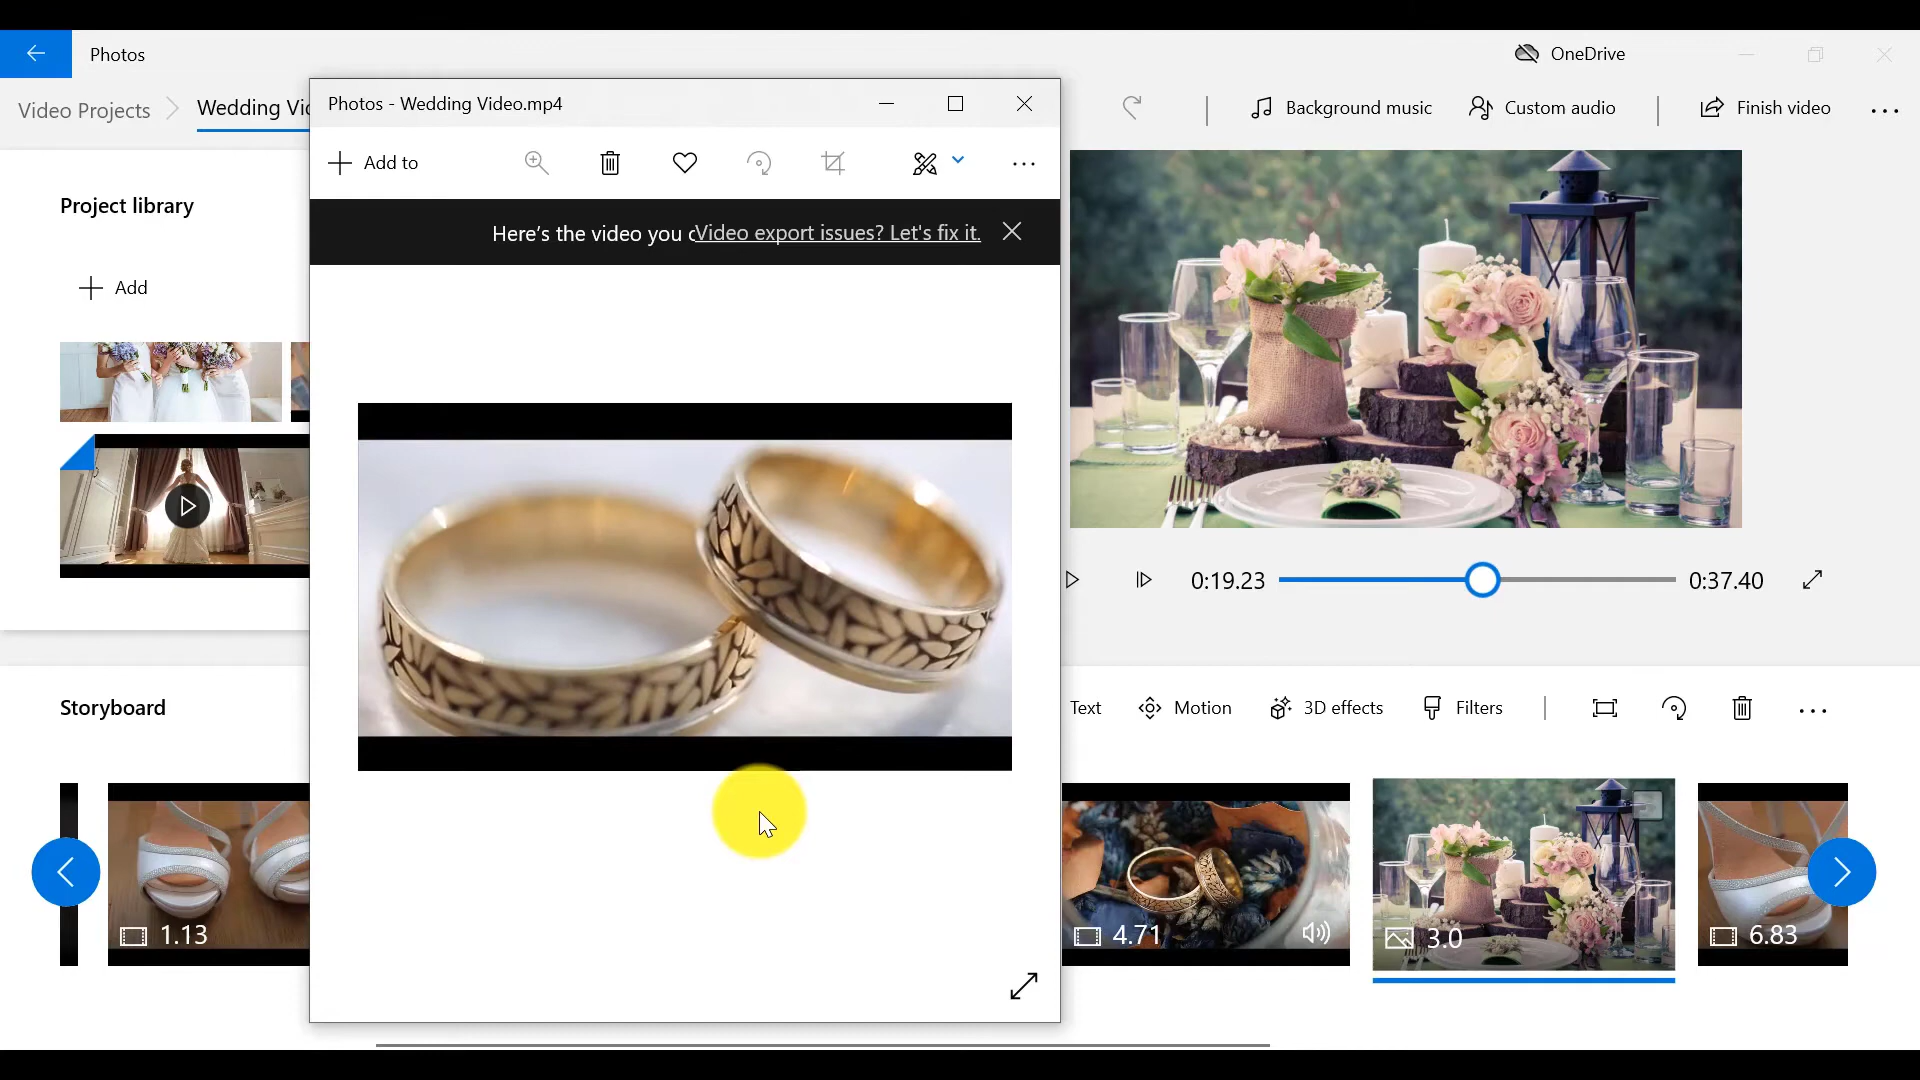 Photos
OneDrive
Video Projects
Wedding Vi
Background music
Custom audio
Finish video
Photos - Wedding Video.mp4
Add to
Here's the video you Video export issues? Let's fix it.
Project library
Add
0:19.23
0:37.40
Storyboard
Text
Motion
3D effects
Filters
1.13
4.71
3.0
6.83